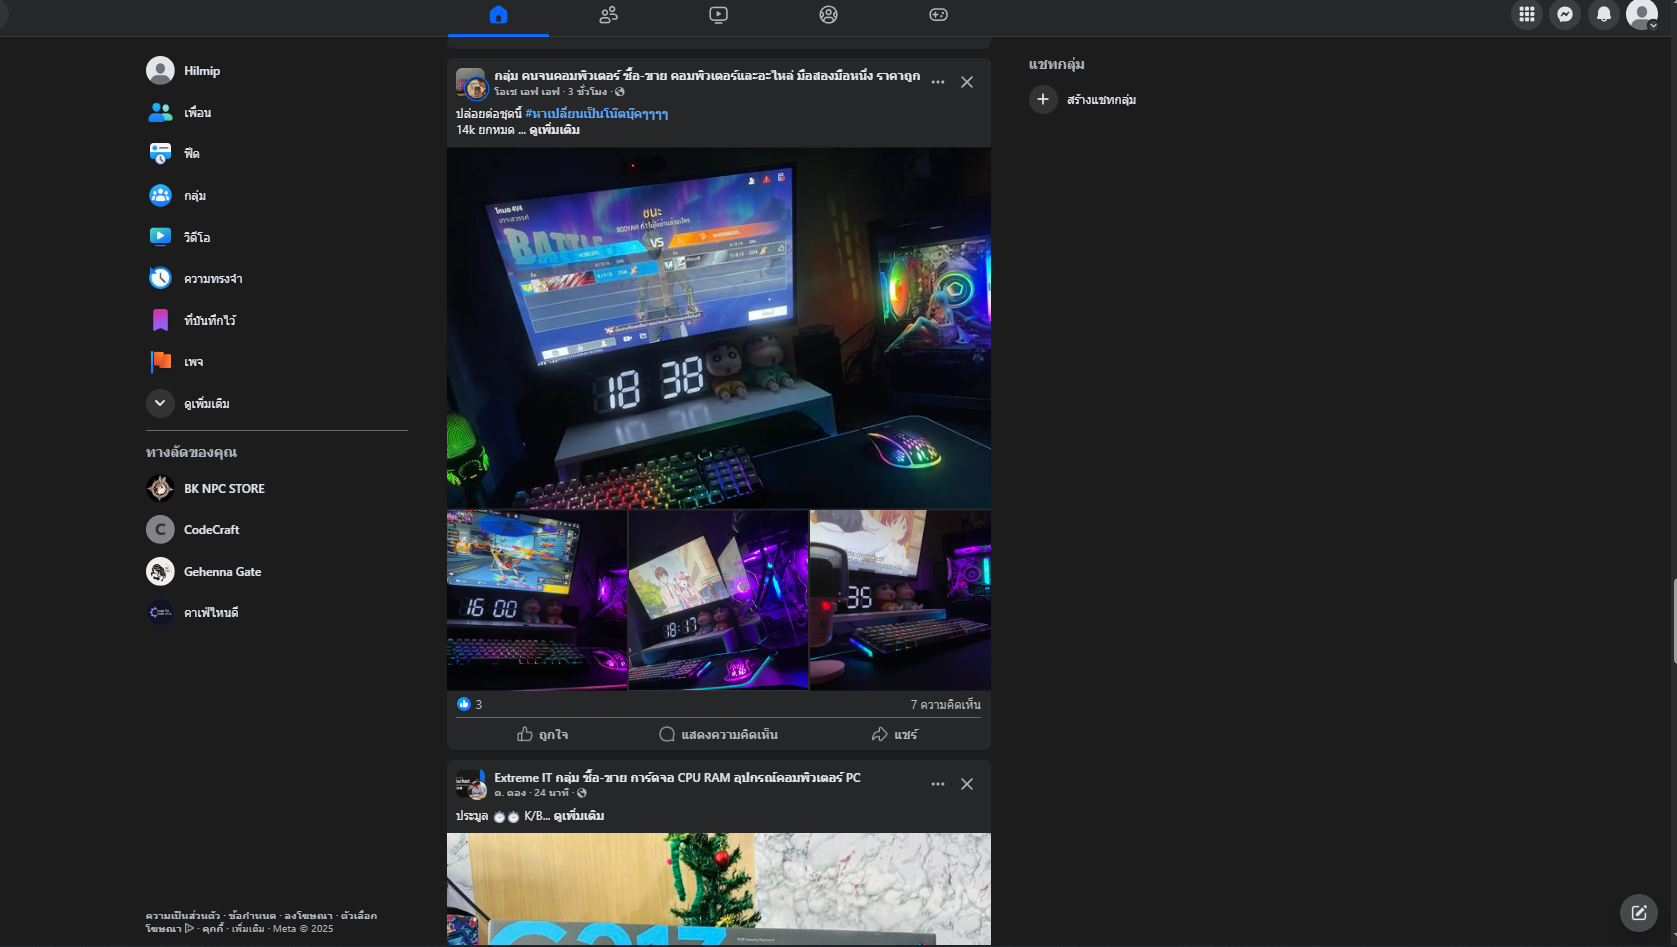 Hilmip
เพื่อน
ฟีด
กลุ่ม
วิดีโอ
ความทรงจำ
ที่บันทึกไว้
เพจ
ดูเพิ่มเติม
ทางลัดของคุณ
BK NPC STORE
C CodeCraft
Gehenna Gate
คาเฟ่ไหนดี
ความเป็นส่วนตัว · ข้อกำหนด · ลงโฆษณา · ตัวเลือก
โฆษณา · คุกกี้ · เพิ่มเติม · Meta © 2025
กลุ่ม คนจนคอมพิวเตอร์ ซื้อ-ขาย คอมพิวเตอร์และอะไหล่ มือสองมือหนึ่ง ราคาถูก
โอเช เอฟ เอฟ · 3 ชั่วโมง ·
ปล่อยต่อชุดนี้ #หาเปลี่ยนเป็นโน๊ตบุ๊คๆๆๆๆ
14k ยกหมด ... ดูเพิ่มเติม
โหมด 4V4
ชนะ
BATTLE
VS
18 38
16 00
18:17
35
3
7 ความคิดเห็น
ถูกใจ
แสดงความคิดเห็น
แชร์
Extreme IT กลุ่ม ซื้อ-ขาย การ์ดจอ CPU RAM อุปกรณ์คอมพิวเตอร์ PC
ต. ตอง · 24 นาที ·
ประมูล ⏱️⏱️ K/B... ดูเพิ่มเติม
G213
แชทกลุ่ม
สร้างแชทกลุ่ม